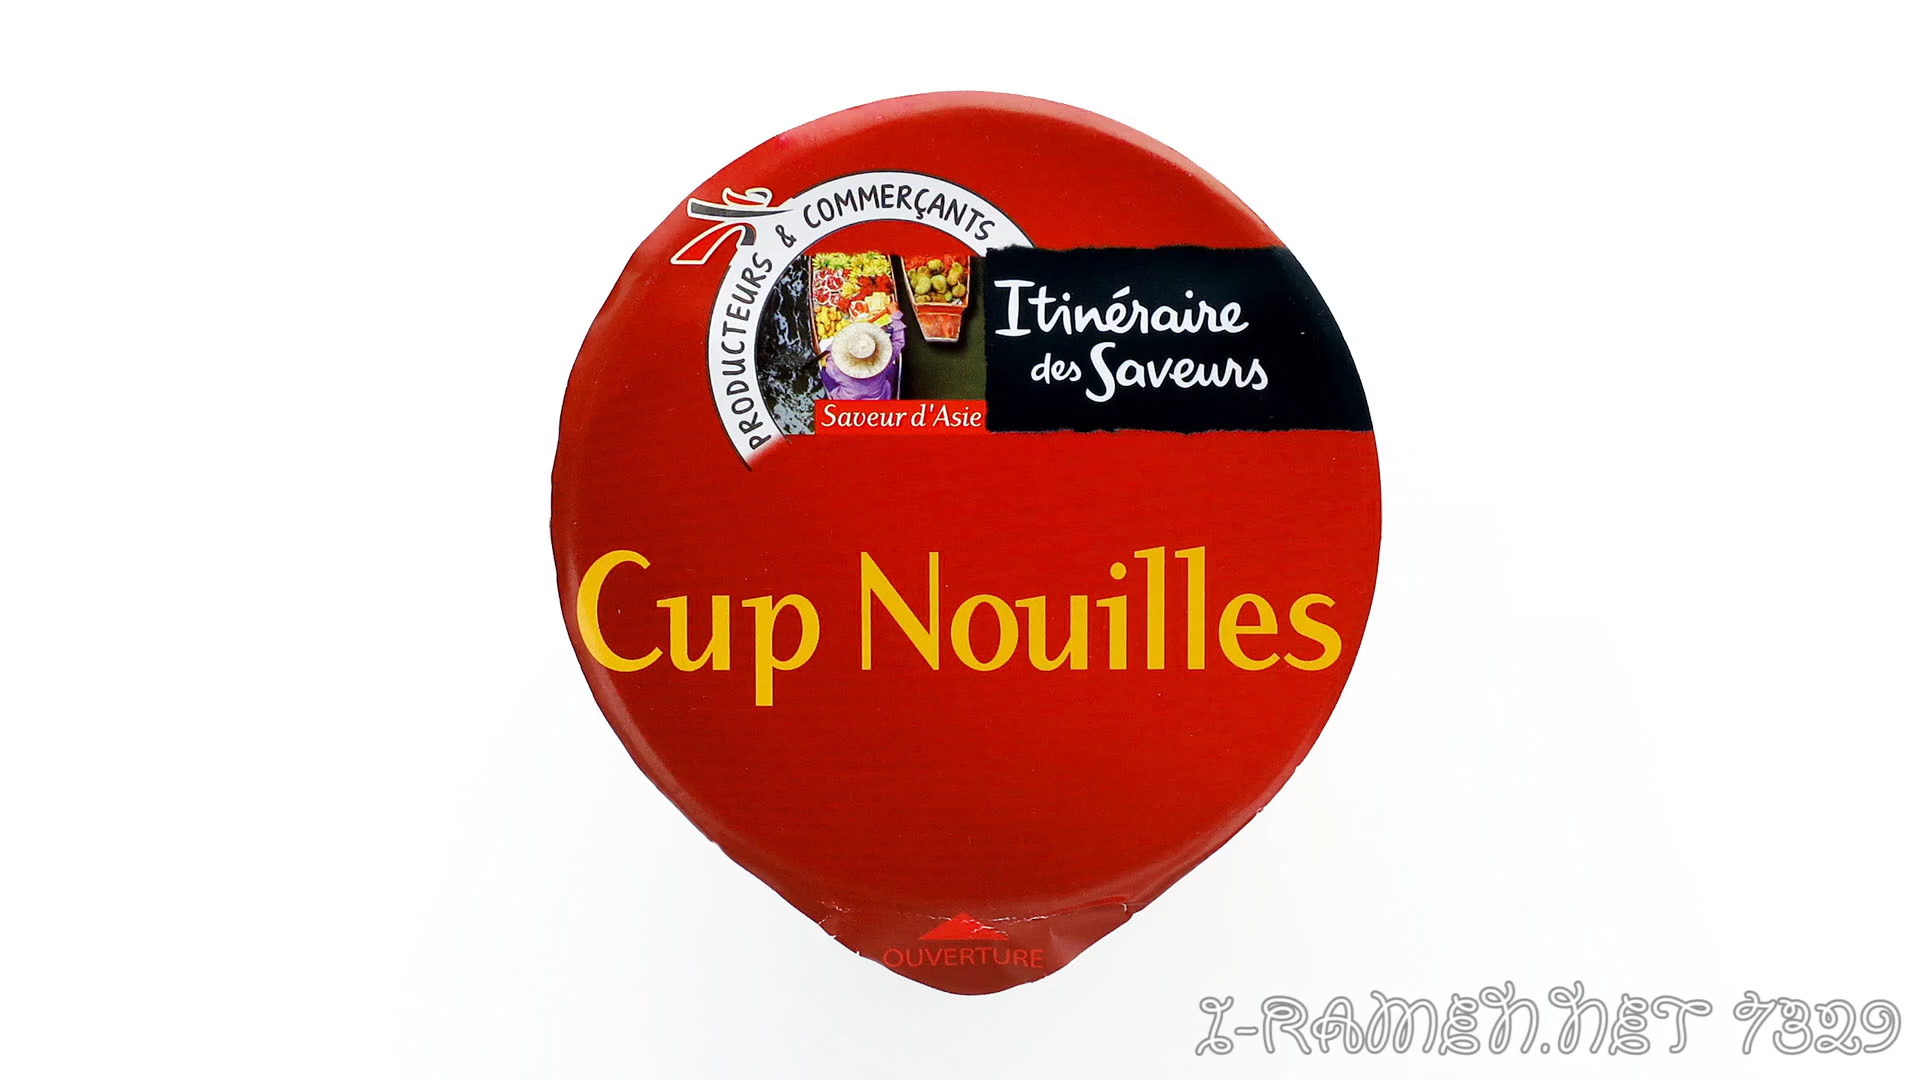 PRODUCTEURS & COMMERÇANTS
Itinéraire
des Saveurs
Saveur d'Asie
Cup Nouilles
OUVERTURE
I-RAMEN.NET 7329